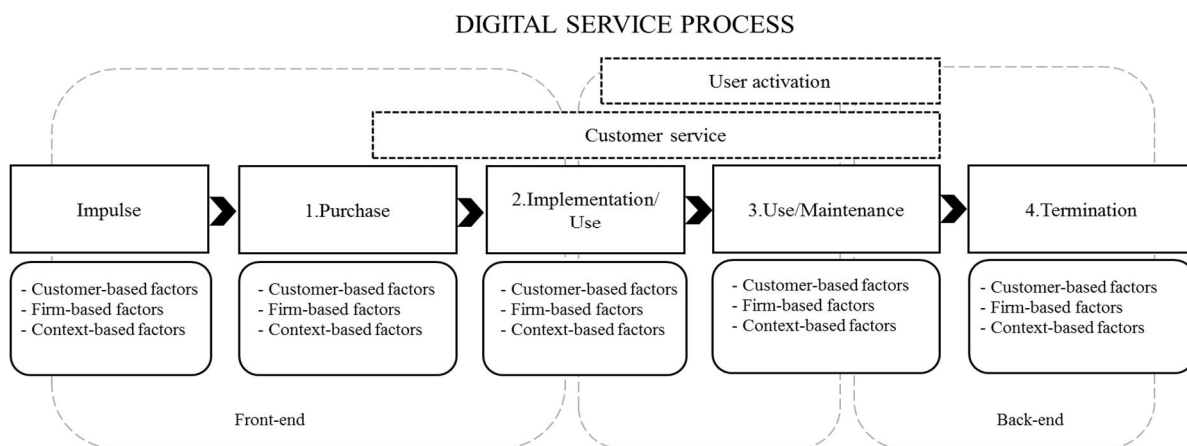 DIGITAL SERVICE PROCESS
User activation
Customer service
Impulse
1.Purchase
2.Implementation/
Use
3.Use/Maintenance
4.Termination
- Customer-based factors
- Firm-based factors
- Context-based factors
- Customer-based factors
- Firm-based factors
- Context-based factors
- Customer-based factors
- Firm-based factors
- Context-based factors
- Customer-based factors
- Firm-based factors
- Context-based factors
- Customer-based factors
- Firm-based factors
- Context-based factors
Front-end
Back-end